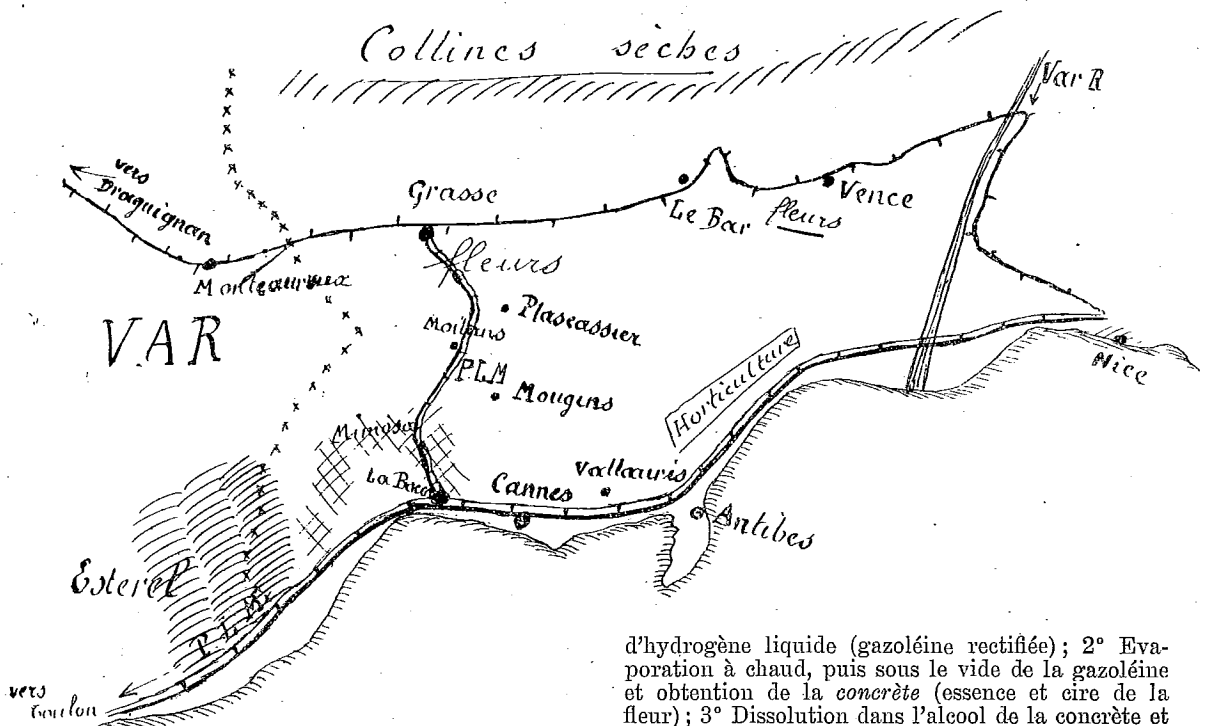 Collines sèches
Var R
vers
Draguignan
Grasse
Le Bar
fleurs
Vence
fleurs
Montauroux
VAR
Plascassier
Mouans
P.L.M
Mougins
Horticulture
Nice
Mimosa
La Bocca
Cannes
Vallauris
Antibes
Esterel
P. L. M.
vers
Toulon
d'hydrogène liquide (gazoléine rectifiée) ; 2° Eva-
poration à chaud, puis sous le vide de la gazoléine
et obtention de la concrète (essence et cire de la
fleur) ; 3° Dissolution dans l'alcool de la concrète et